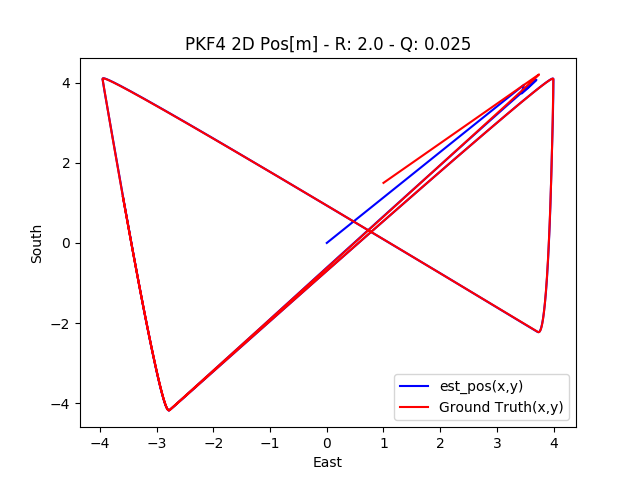 PKF4 2D Pos[m] - R: 2.0 - Q: 0.025
4
2
0
−2
−4
South
est_pos(x,y)
Ground Truth(x,y)
−4 −3 −2 −1 0 1 2 3 4
East